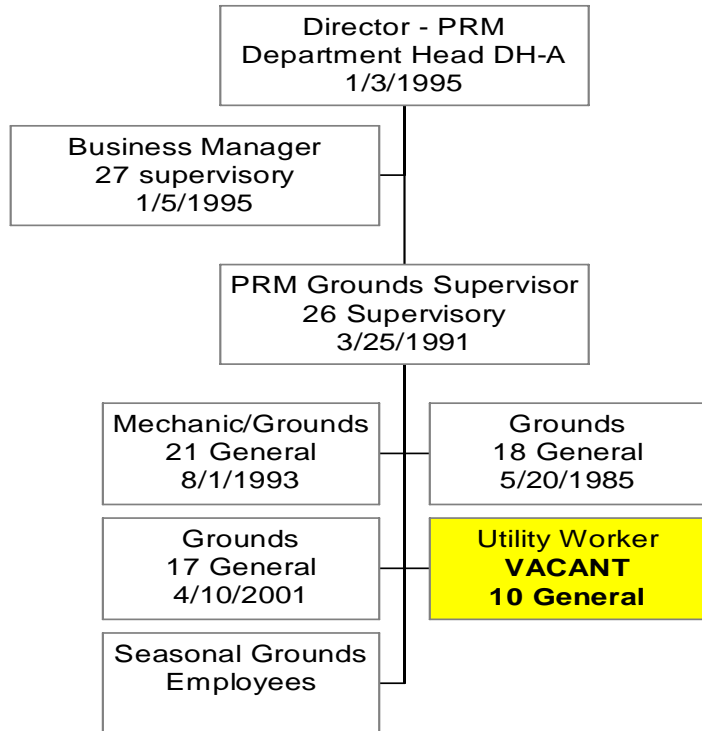 Director - PRM
Department Head DH-A
1/3/1995
Business Manager
27 supervisory
1/5/1995
PRM Grounds Supervisor
26 Supervisory
3/25/1991
Mechanic/Grounds
21 General
8/1/1993
Grounds
18 General
5/20/1985
Grounds
17 General
4/10/2001
Utility Worker
VACANT
10 General
Seasonal Grounds
Employees